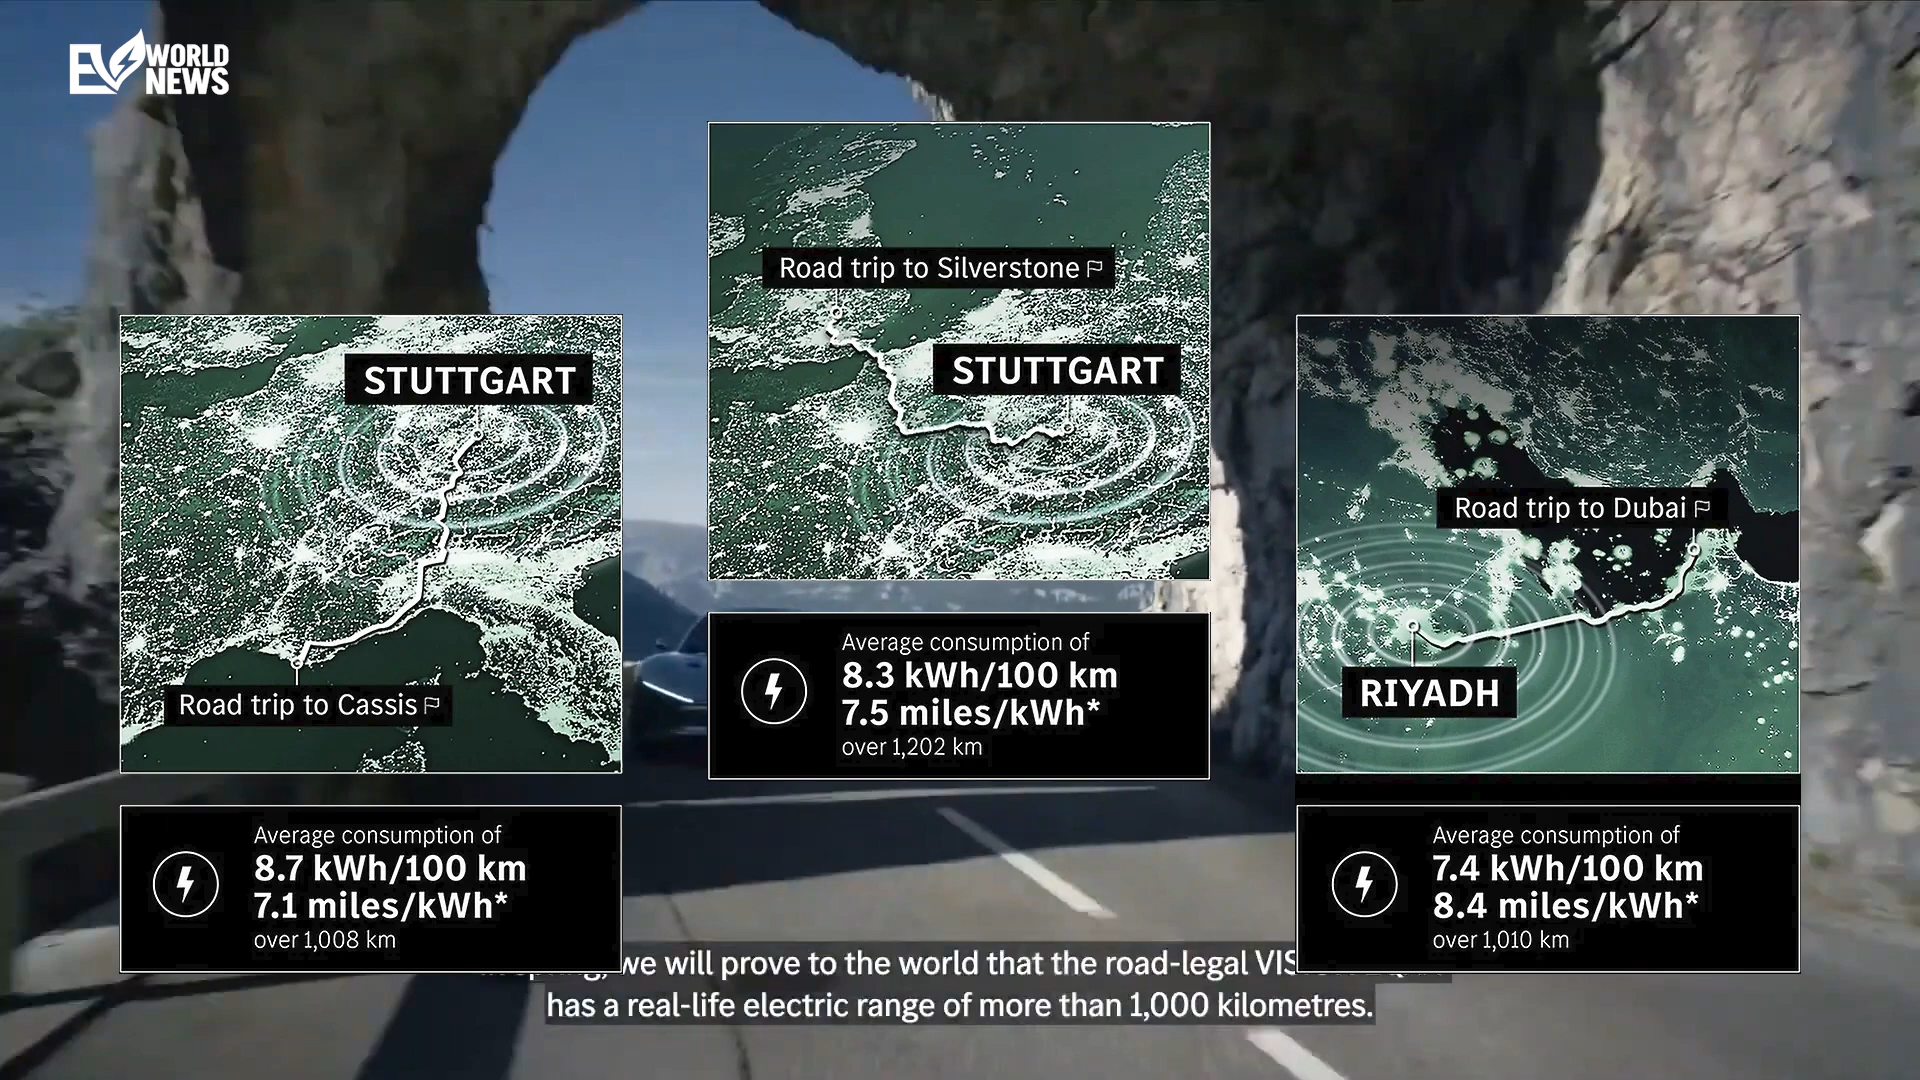 EV WORLD
NEWS
STUTTGART
Road trip to Cassis
Average consumption of
8.7 kWh/100 km
7.1 miles/kWh*
over 1,008 km
Road trip to Silverstone
STUTTGART
Average consumption of
8.3 kWh/100 km
7.5 miles/kWh*
over 1,202 km
Road trip to Dubai
RIYADH
Average consumption of
7.4 kWh/100 km
8.4 miles/kWh*
over 1,010 km
we will prove to the world that the road-legal
has a real-life electric range of more than 1,000 kilometres.